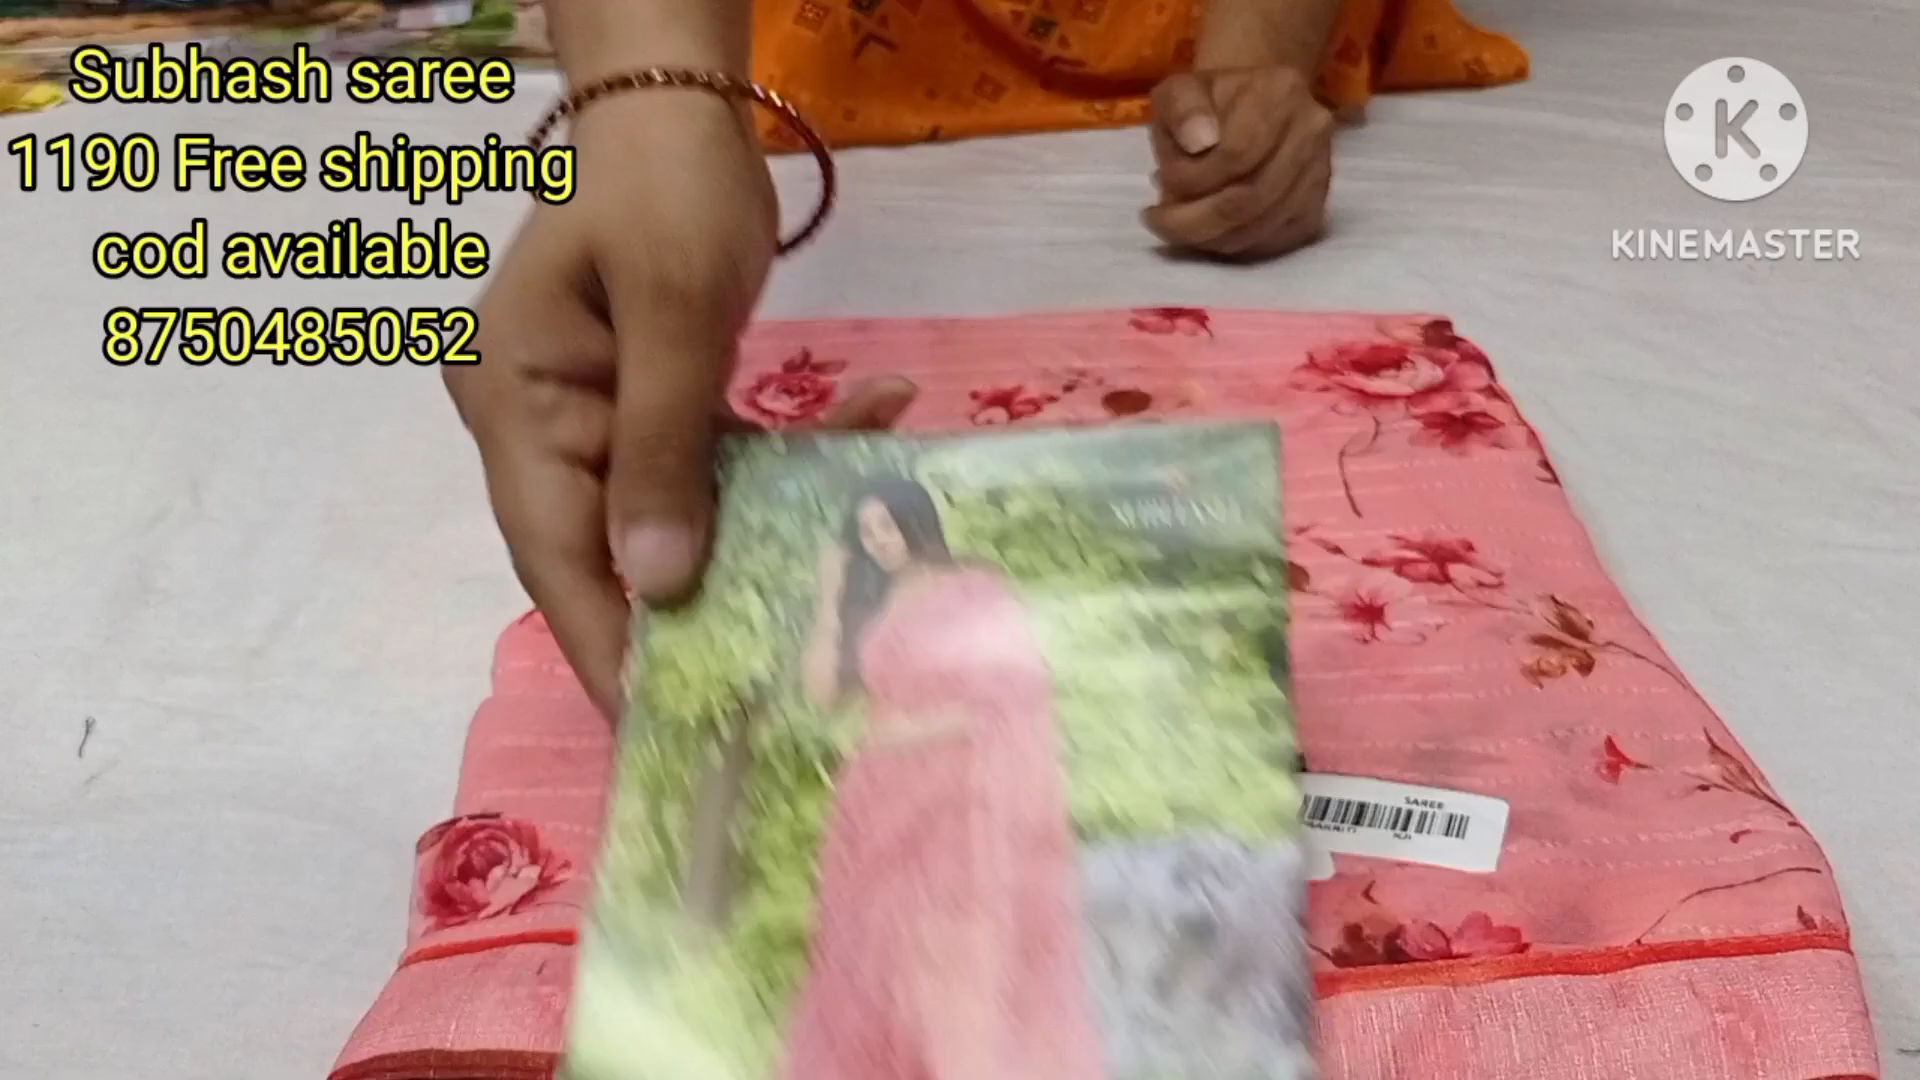 Subhash saree
1190 Free shipping
cod available
8750485052
K
KINEMASTER
SAREE